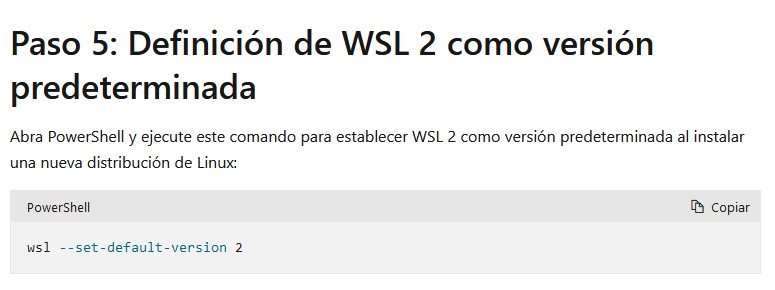 Paso 5: Definición de WSL 2 como versión
predeterminada
Abra PowerShell y ejecute este comando para establecer WSL 2 como versión predeterminada al instalar
una nueva distribución de Linux:
PowerShell
Copiar
wsl --set-default-version 2